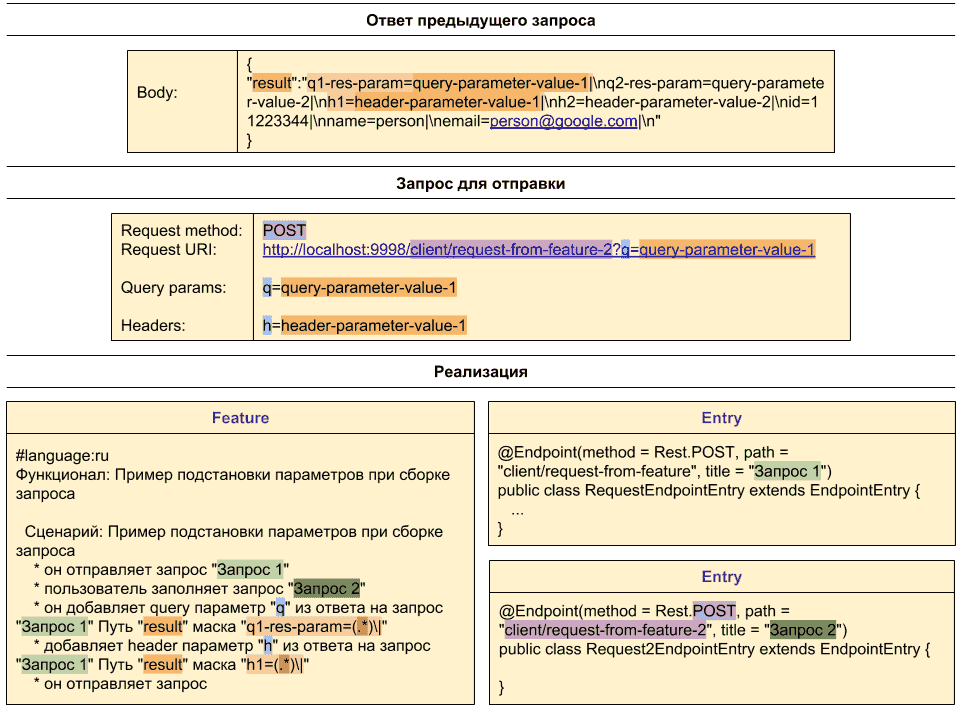 Ответ предыдущего запроса
Body:
{
"result":"q1-res-param=query-parameter-value-1|\nq2-res-param=query-paramete
r-value-2|\nh1=header-parameter-value-1|\nh2=header-parameter-value-2|\nid=1
1223344|\nname=person|\nemail=person@google.com|\n"
}
Запрос для отправки
Request method: POST
Request URI: http://localhost:9998/client/request-from-feature-2?q=query-parameter-value-1
Query params: q=query-parameter-value-1
Headers: h=header-parameter-value-1
Реализация
Feature
#language:ru
Функционал: Пример подстановки параметров при сборке
запроса
Сценарий: Пример подстановки параметров при сборке
запроса
* он отправляет запрос "Запрос 1"
* пользователь заполняет запрос "Запрос 2"
* он добавляет query параметр "q" из ответа на запрос
"Запрос 1" Путь "result" маска "q1-res-param=(.*)\|"
* добавляет header параметр "h" из ответа на запрос
"Запрос 1" Путь "result" маска "h1=(.*)\|"
* он отправляет запрос
Entry
@Endpoint(method = Rest.POST, path =
"client/request-from-feature", title = "Запрос 1")
public class RequestEndpointEntry extends EndpointEntry {
...
}
Entry
@Endpoint(method = Rest.POST, path =
"client/request-from-feature-2", title = "Запрос 2")
public class Request2EndpointEntry extends EndpointEntry {
}